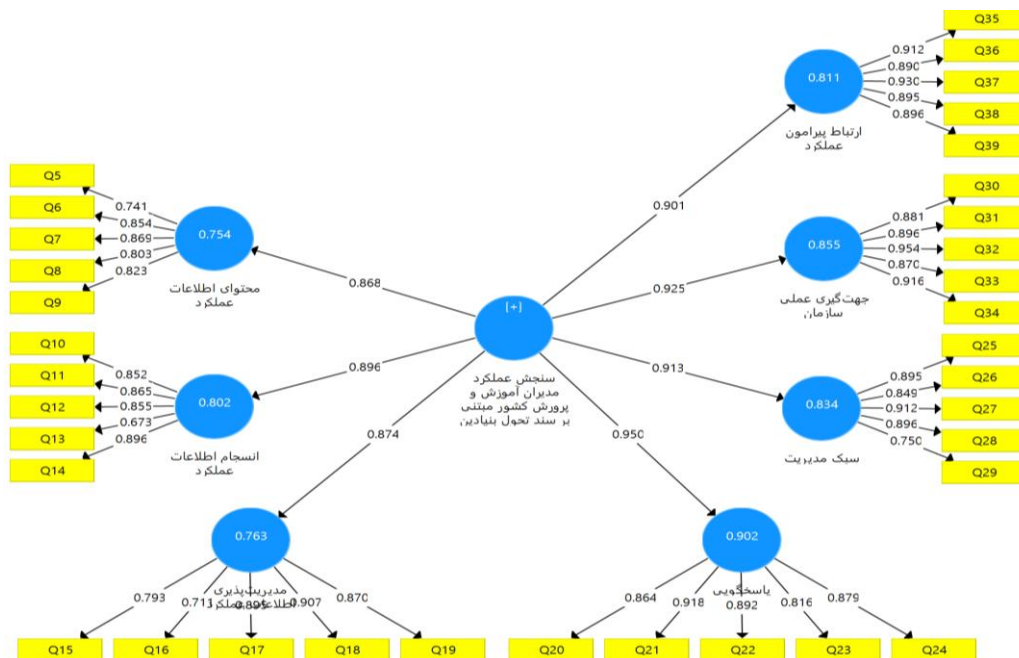 Q35
0.912
Q36
0.890
Q37
0.930
Q38
0.895
Q39
0.896
0.811
ارتباط پیرامون
عملکرد
0.901
Q5
0.741
Q6
0.854
Q7
0.869
Q8
0.803
Q9
0.823
0.754
محتوای اطلاعات
عملکرد
0.868
Q30
0.881
Q31
0.896
Q32
0.954
Q33
0.870
Q34
0.916
0.855
جهت‌گیری عملی
سازمان
0.925
[+]
سنجش عملکرد
مدیران آموزش و
پرورش کشور مبتنی
بر سند تحول بنیادین
Q10
0.852
Q11
0.865
Q12
0.855
Q13
0.673
Q14
0.896
0.802
انسجام اطلاعات
عملکرد
0.896
Q25
0.895
Q26
0.849
Q27
0.912
Q28
0.896
Q29
0.750
0.834
سبک مدیریت
0.913
0.874
0.950
0.763
مدیریت‌پذیری
اطلاعات عملکرد
0.793
0.711
0.895
0.907
0.870
Q15
Q16
Q17
Q18
Q19
0.902
پاسخگویی
0.864
0.918
0.892
0.816
0.879
Q20
Q21
Q22
Q23
Q24